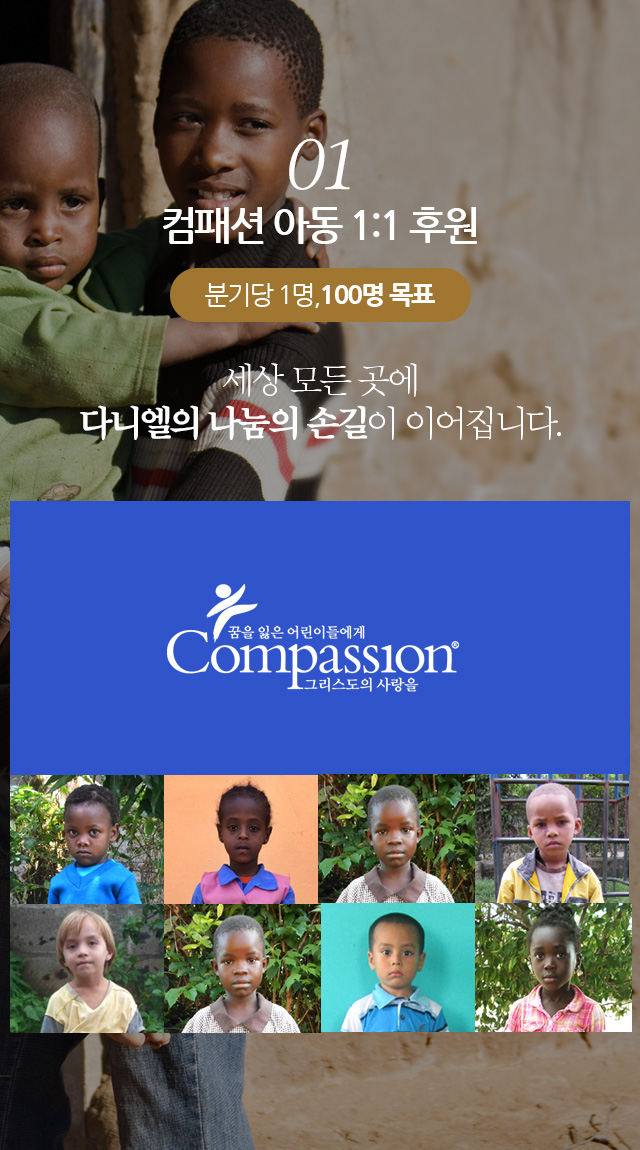 01
컴패션 아동 1:1 후원
분기당 1명,100명 목표
세상 모든 곳에
다니엘의 나눔의 손길이 이어집니다.
꿈을 잃은 어린이들에게
Compassion®
그리스도의 사랑을